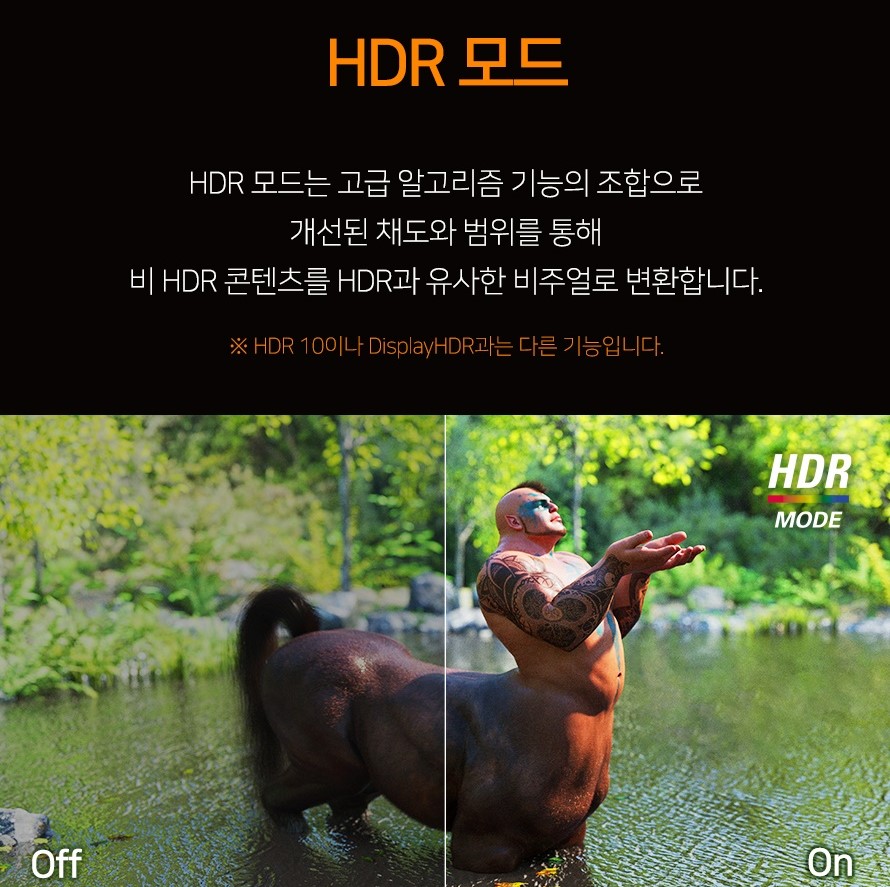 HDR 모드
HDR 모드는 고급 알고리즘 기능의 조합으로
개선된 채도와 범위를 통해
비 HDR 콘텐츠를 HDR과 유사한 비주얼로 변환합니다.
※ HDR 10이나 DisplayHDR과는 다른 기능입니다.
HDR
MODE
Off
On